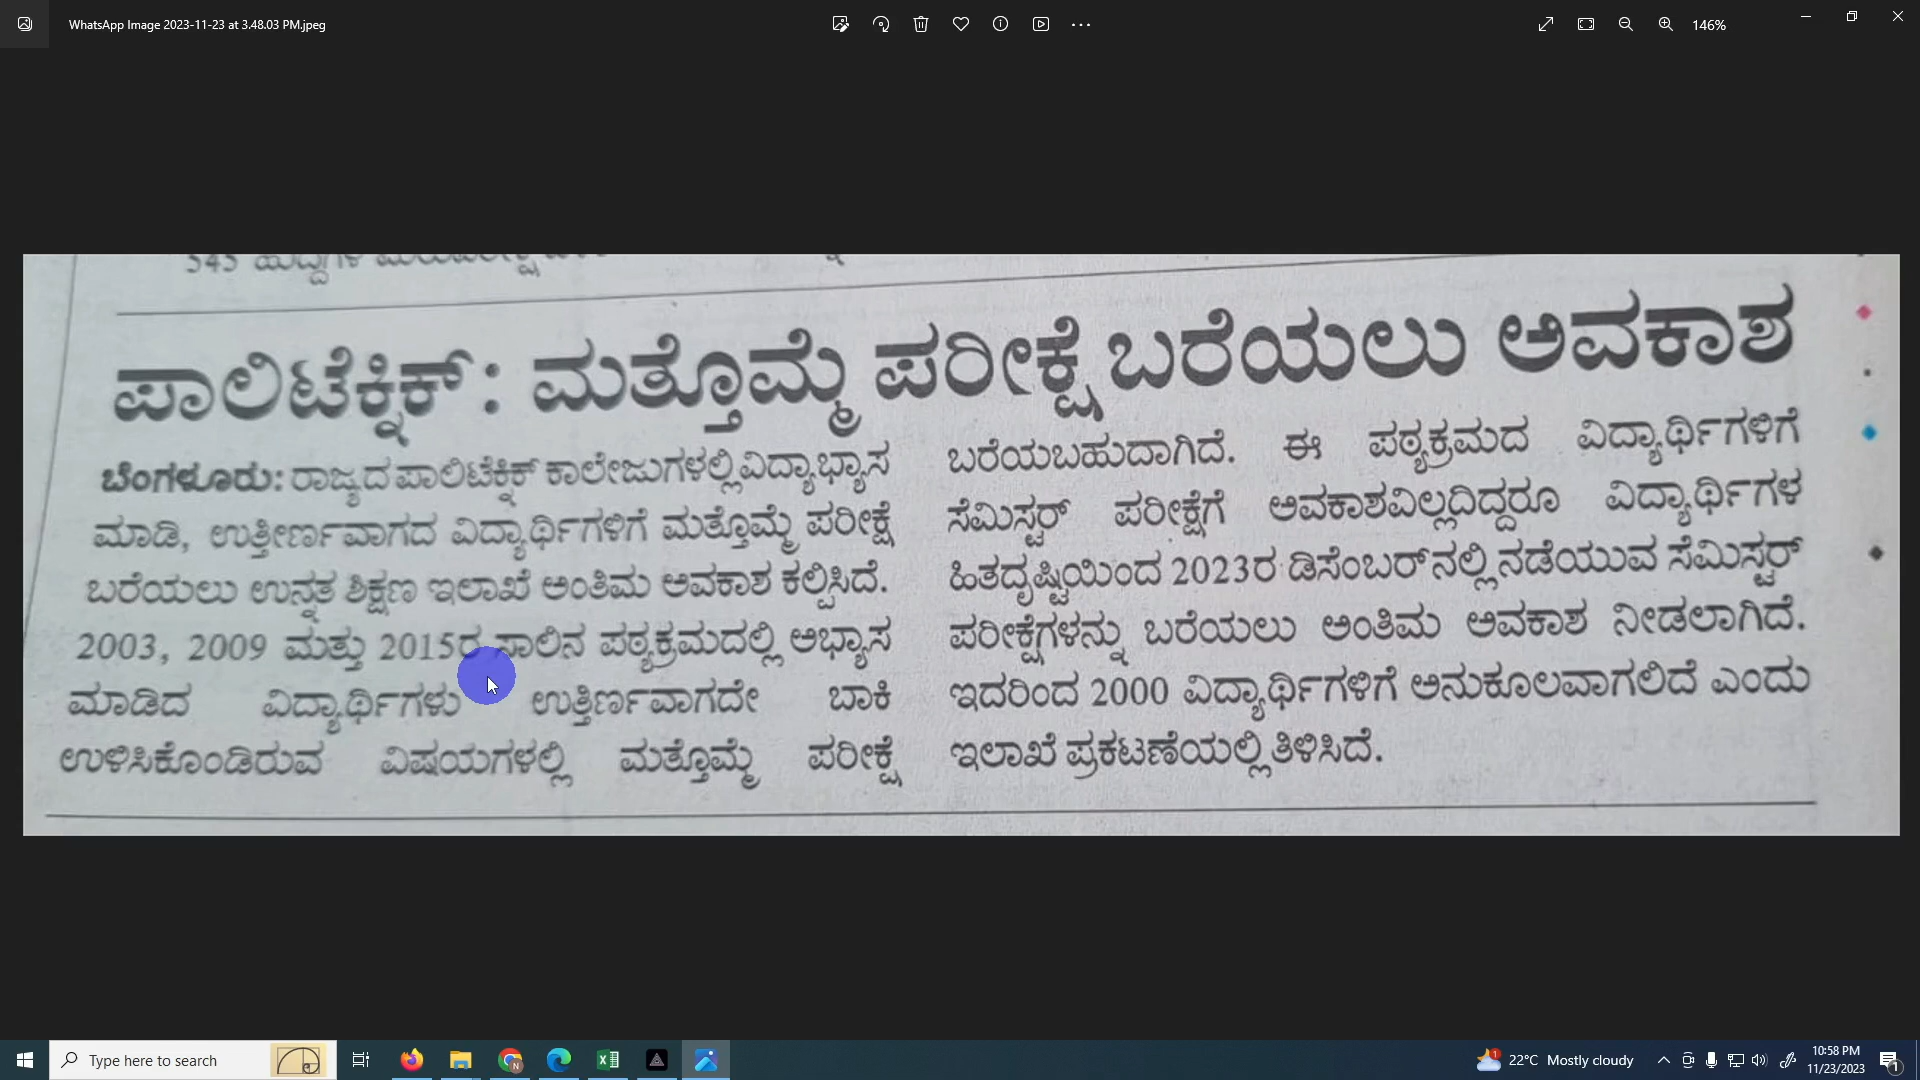 WhatsApp Image 2023-11-23 at 3.48.03 PM.jpeg
146%
ಪಾಲಿಟೆಕ್ನಿಕ್: ಮತ್ತೊಮ್ಮೆ ಪರೀಕ್ಷೆ ಬರೆಯಲು ಅವಕಾಶ
ಬೆಂಗಳೂರು: ರಾಜ್ಯದ ಪಾಲಿಟೆಕ್ನಿಕ್ ಕಾಲೇಜುಗಳಲ್ಲಿ ವಿದ್ಯಾಭ್ಯಾಸ
ಮಾಡಿ, ಉತ್ತೀರ್ಣವಾಗದ ವಿದ್ಯಾರ್ಥಿಗಳಿಗೆ ಮತ್ತೊಮ್ಮೆ ಪರೀಕ್ಷೆ
ಬರೆಯಲು ಉನ್ನತ ಶಿಕ್ಷಣ ಇಲಾಖೆ ಅಂತಿಮ ಅವಕಾಶ ಕಲ್ಪಿಸಿದೆ.
2003, 2009 ಮತ್ತು 2015ರ ಸಾಲಿನ ಪಠ್ಯಕ್ರಮದಲ್ಲಿ ಅಭ್ಯಾಸ
ಮಾಡಿದ ವಿದ್ಯಾರ್ಥಿಗಳು ಉತ್ತಿರ್ಣವಾಗದೇ ಬಾಕಿ
ಉಳಿಸಿಕೊಂಡಿರುವ ವಿಷಯಗಳಲ್ಲಿ ಮತ್ತೊಮ್ಮೆ ಪರೀಕ್ಷೆ
ಬರೆಯಬಹುದಾಗಿದೆ. ಈ ಪಠ್ಯಕ್ರಮದ ವಿದ್ಯಾರ್ಥಿಗಳಿಗೆ
ಸೆಮಿಸ್ಟರ್ ಪರೀಕ್ಷೆಗೆ ಅವಕಾಶವಿಲ್ಲದಿದ್ದರೂ ವಿದ್ಯಾರ್ಥಿಗಳ
ಹಿತದೃಷ್ಟಿಯಿಂದ 2023ರ ಡಿಸೆಂಬರ್‌ನಲ್ಲಿ ನಡೆಯುವ ಸೆಮಿಸ್ಟರ್
ಪರೀಕ್ಷೆಗಳನ್ನು ಬರೆಯಲು ಅಂತಿಮ ಅವಕಾಶ ನೀಡಲಾಗಿದೆ.
ಇದರಿಂದ 2000 ವಿದ್ಯಾರ್ಥಿಗಳಿಗೆ ಅನುಕೂಲವಾಗಲಿದೆ ಎಂದು
ಇಲಾಖೆ ಪ್ರಕಟಣೆಯಲ್ಲಿ ತಿಳಿಸಿದೆ.
Type here to search
22°C Mostly cloudy
10:58 PM
11/23/2023